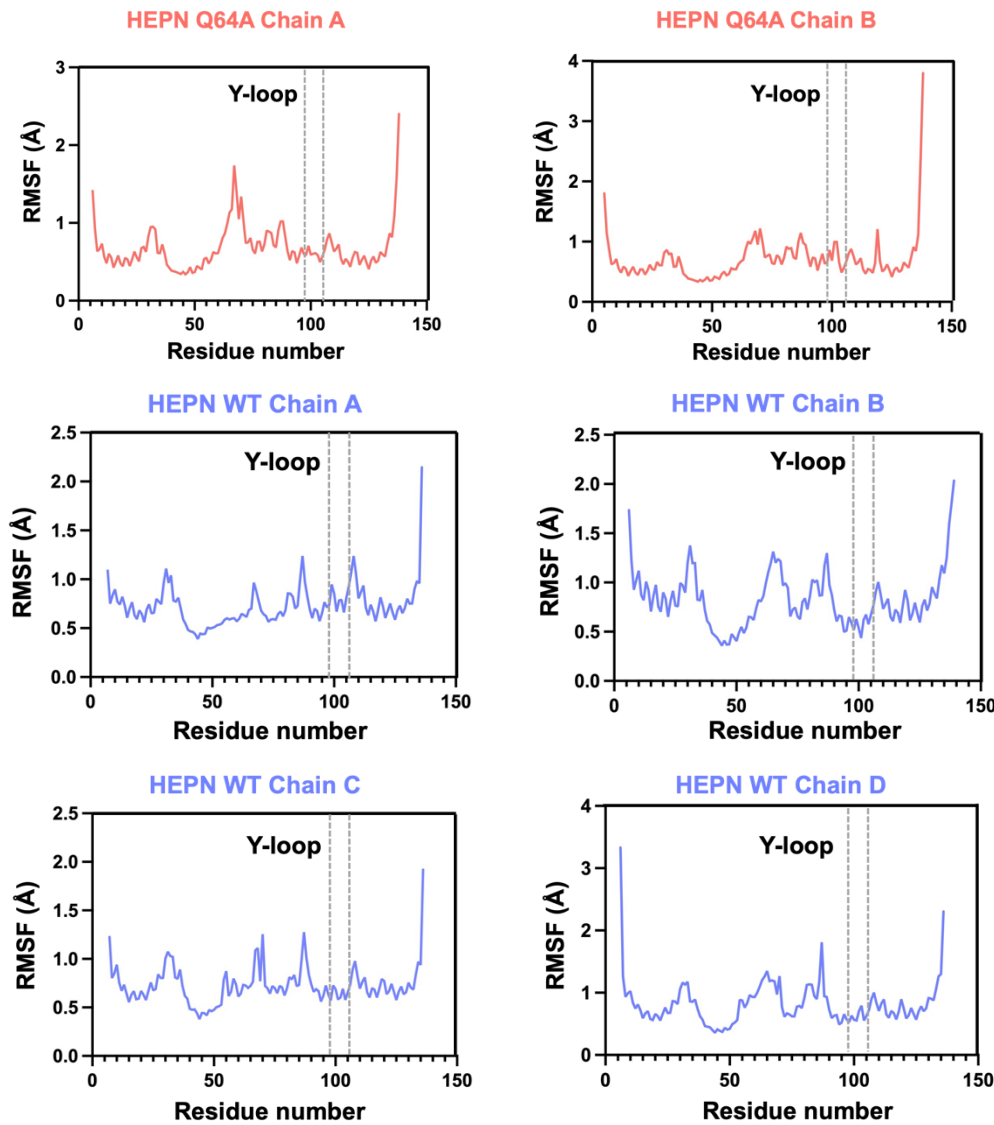 HEPN Q64A Chain A
3
2
1
0
RMSF (Å)
Y-loop
0
50
100
150
Residue number
HEPN Q64A Chain B
4
3
2
1
0
RMSF (Å)
Y-loop
0
50
100
150
Residue number
HEPN WT Chain A
2.5
2.0
1.5
1.0
0.5
0.0
RMSF (Å)
Y-loop
0
50
100
150
Residue number
HEPN WT Chain B
2.5
2.0
1.5
1.0
0.5
0.0
RMSF (Å)
Y-loop
0
50
100
150
Residue number
HEPN WT Chain C
2.5
2.0
1.5
1.0
0.5
0.0
RMSF (Å)
Y-loop
0
50
100
150
Residue number
HEPN WT Chain D
4
3
2
1
0
RMSF (Å)
Y-loop
0
50
100
150
Residue number